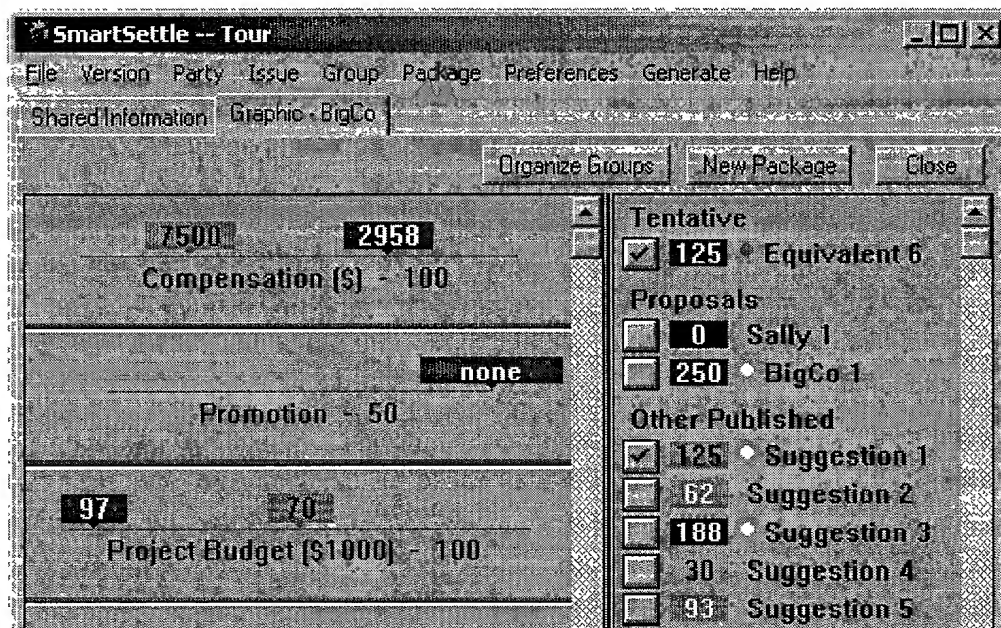 SmartSettle -- Tour
File Version Party Issue Group Package Preferences Generate Help
Shared Information Graphic - BigCo
Organize Groups New Package Close
7500 2958
Compensation ($) - 100
none
Promotion - 50
97 70
Project Budget ($1000) - 100
Tentative
125 Equivalent 6
Proposals
0 Sally 1
250 BigCo 1
Other Published
125 Suggestion 1
62 Suggestion 2
188 Suggestion 3
30 Suggestion 4
93 Suggestion 5